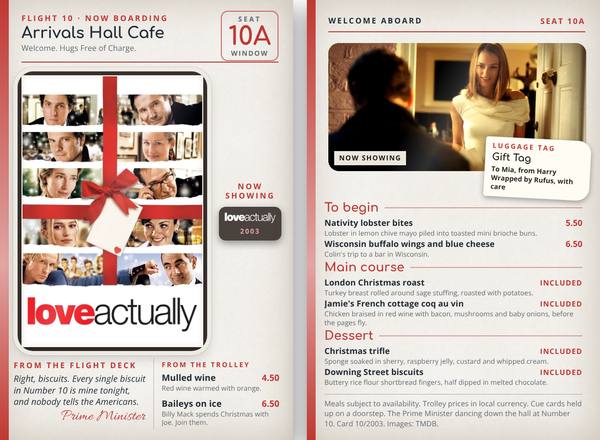 FLIGHT 10 · NOW BOARDING
Arrivals Hall Cafe
Welcome. Hugs Free of Charge.
SEAT
10A
WINDOW
loveactually
NOW
SHOWING
loveactually
2003
FROM THE FLIGHT DECK
Right, biscuits. Every single biscuit
in Number 10 is mine tonight,
and nobody tells the Americans.
Prime Minister
FROM THE TROLLEY
Mulled wine 4.50
Red wine warmed with orange.
Baileys on ice 6.50
Billy Mack spends Christmas with
Joe. Join them.
WELCOME ABOARD SEAT 10A
NOW SHOWING
LUGGAGE TAG
Gift Tag
To Mia, from Harry
Wrapped by Rufus, with
care
To begin
Nativity lobster bites 5.50
Lobster in lemon chive mayo piled into toasted mini brioche buns.
Wisconsin buffalo wings and blue cheese 6.50
Colin's trip to a bar in Wisconsin.
Main course
London Christmas roast INCLUDED
Turkey breast rolled around sage stuffing, roasted with potatoes.
Jamie's French cottage coq au vin INCLUDED
Chicken braised in red wine with bacon, mushrooms and baby onions, before
the pages fly.
Dessert
Christmas trifle INCLUDED
Sponge soaked in sherry, raspberry jelly, custard and whipped cream.
Downing Street biscuits INCLUDED
Buttery rice flour shortbread fingers, half dipped in melted chocolate.
Meals subject to availability. Trolley prices in local currency. Cue cards held
up on a doorstep. The Prime Minister dancing down the hall at Number
10. Card 10/2003. Images: TMDB.